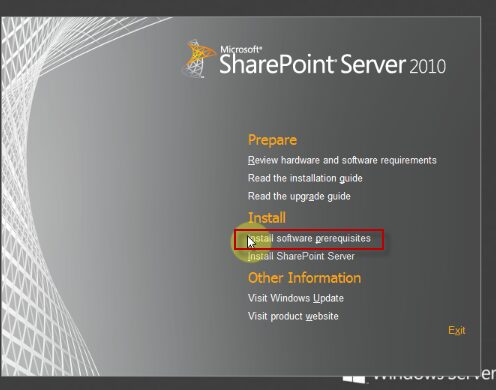 Microsoft®
SharePoint® Server 2010
Prepare
Review hardware and software requirements
Read the installation guide
Read the upgrade guide
Install
Install software prerequisites
Install SharePoint Server
Other Information
Visit Windows Update
Visit product website
Exit
Windows Server